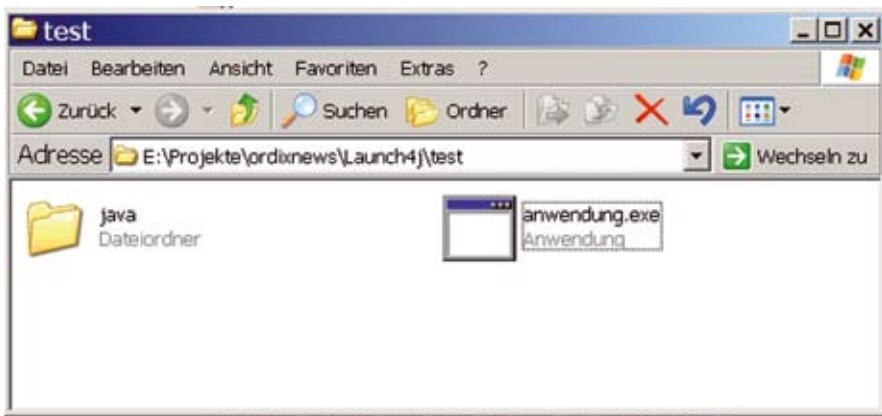 test
Datei Bearbeiten Ansicht Favoriten Extras ?
Zurück Suchen Ordner
Adresse E:\Projekte\ordixnews\Launch4j\test Wechseln zu
java
Dateiordner
anwendung.exe
Anwendung